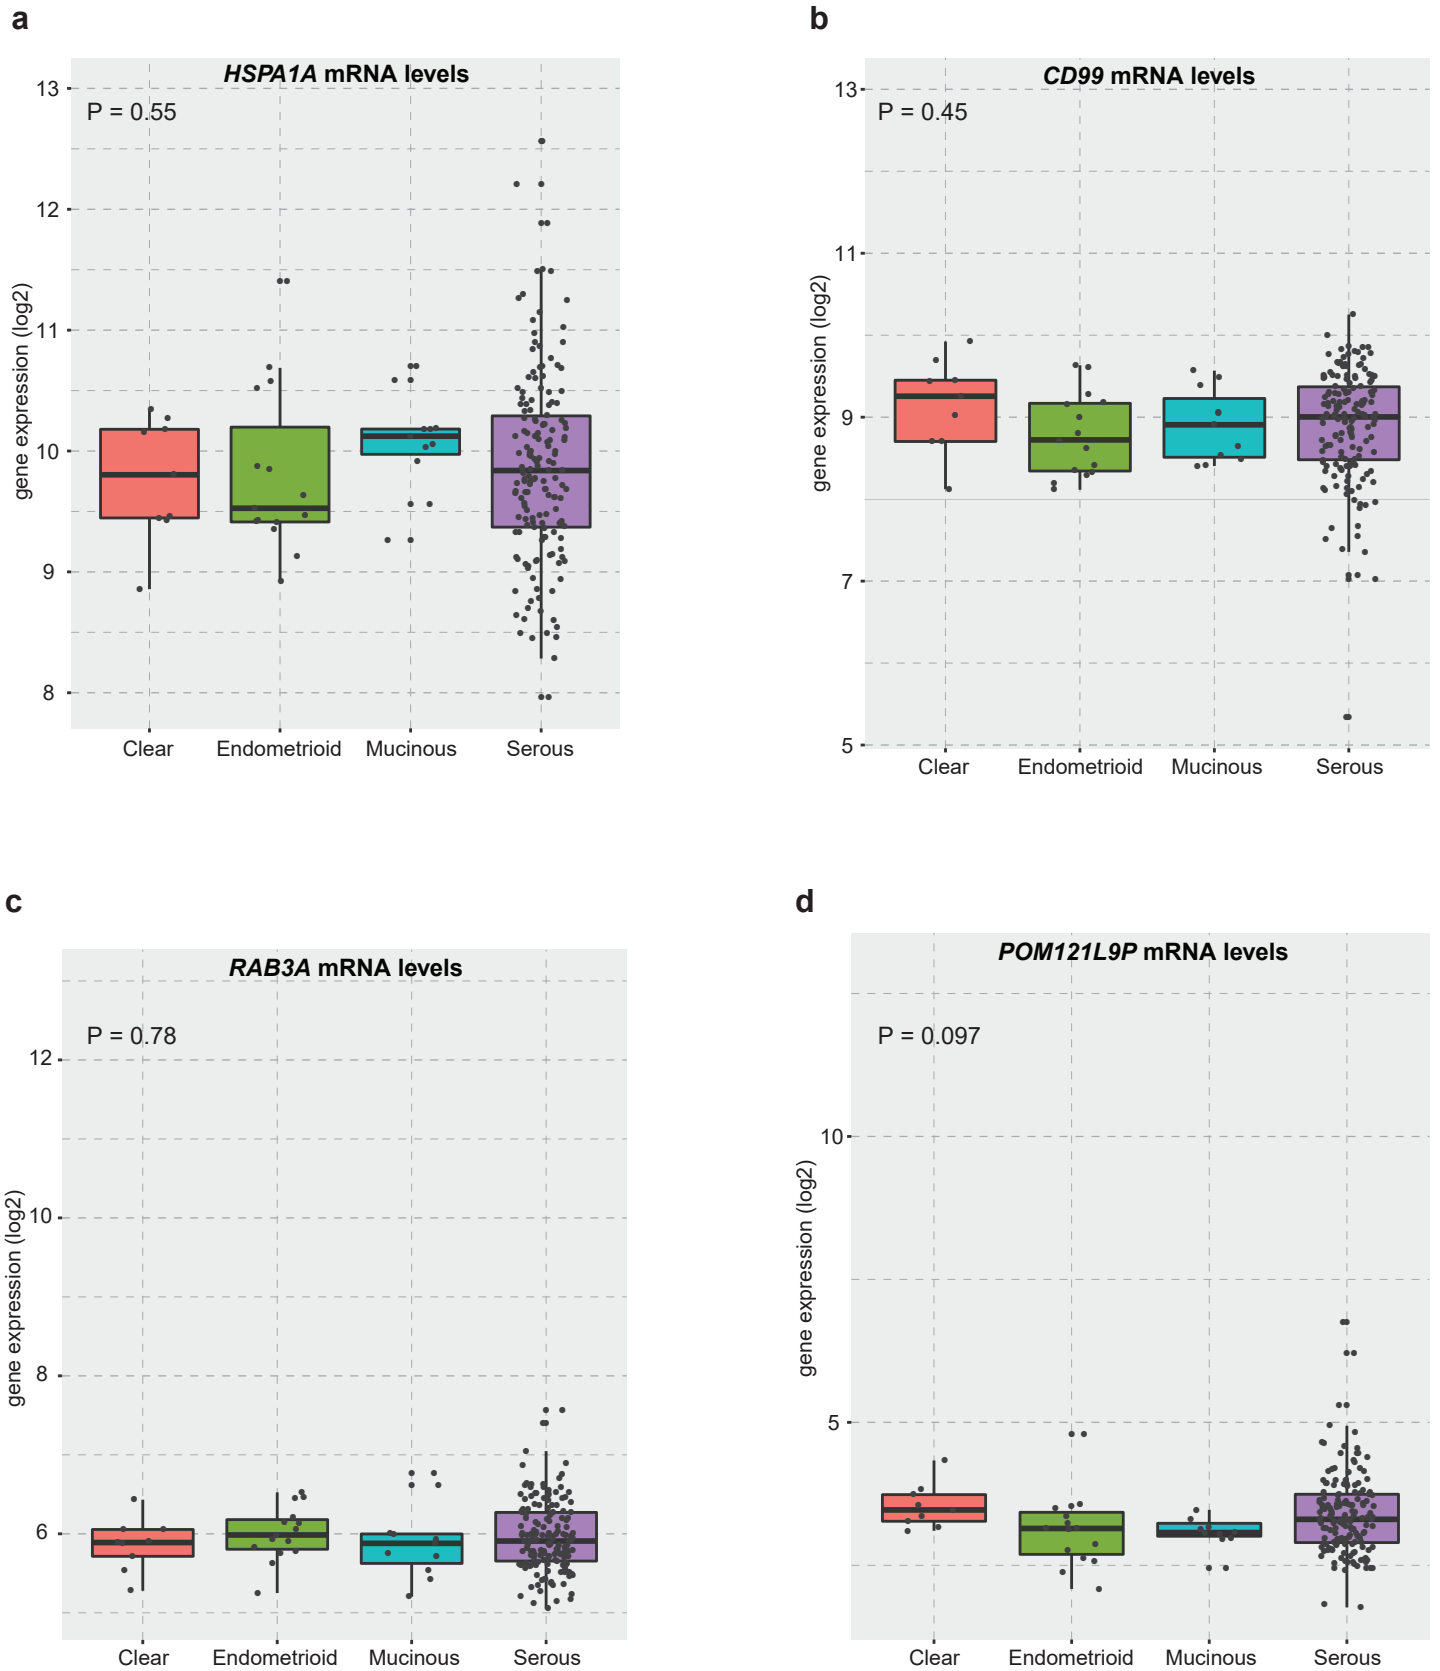 a
HSPA1A mRNA levels
P = 0.55
gene expression (log2)
13
12
11
10
9
8
Clear Endometrioid Mucinous Serous
b
CD99 mRNA levels
P = 0.45
gene expression (log2)
13
11
9
7
5
Clear Endometrioid Mucinous Serous
c
RAB3A mRNA levels
P = 0.78
gene expression (log2)
12
10
8
6
Clear Endometrioid Mucinous Serous
d
POM121L9P mRNA levels
P = 0.097
gene expression (log2)
10
5
Clear Endometrioid Mucinous Serous